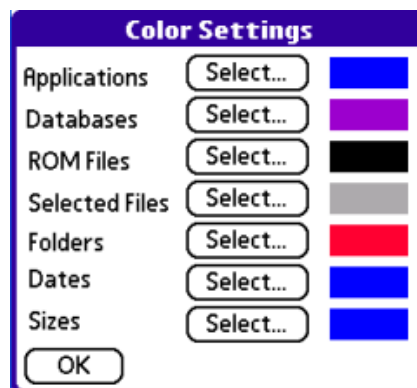 Color Settings
Applications Select...
Databases Select...
ROM Files Select...
Selected Files Select...
Folders Select...
Dates Select...
Sizes Select...
OK